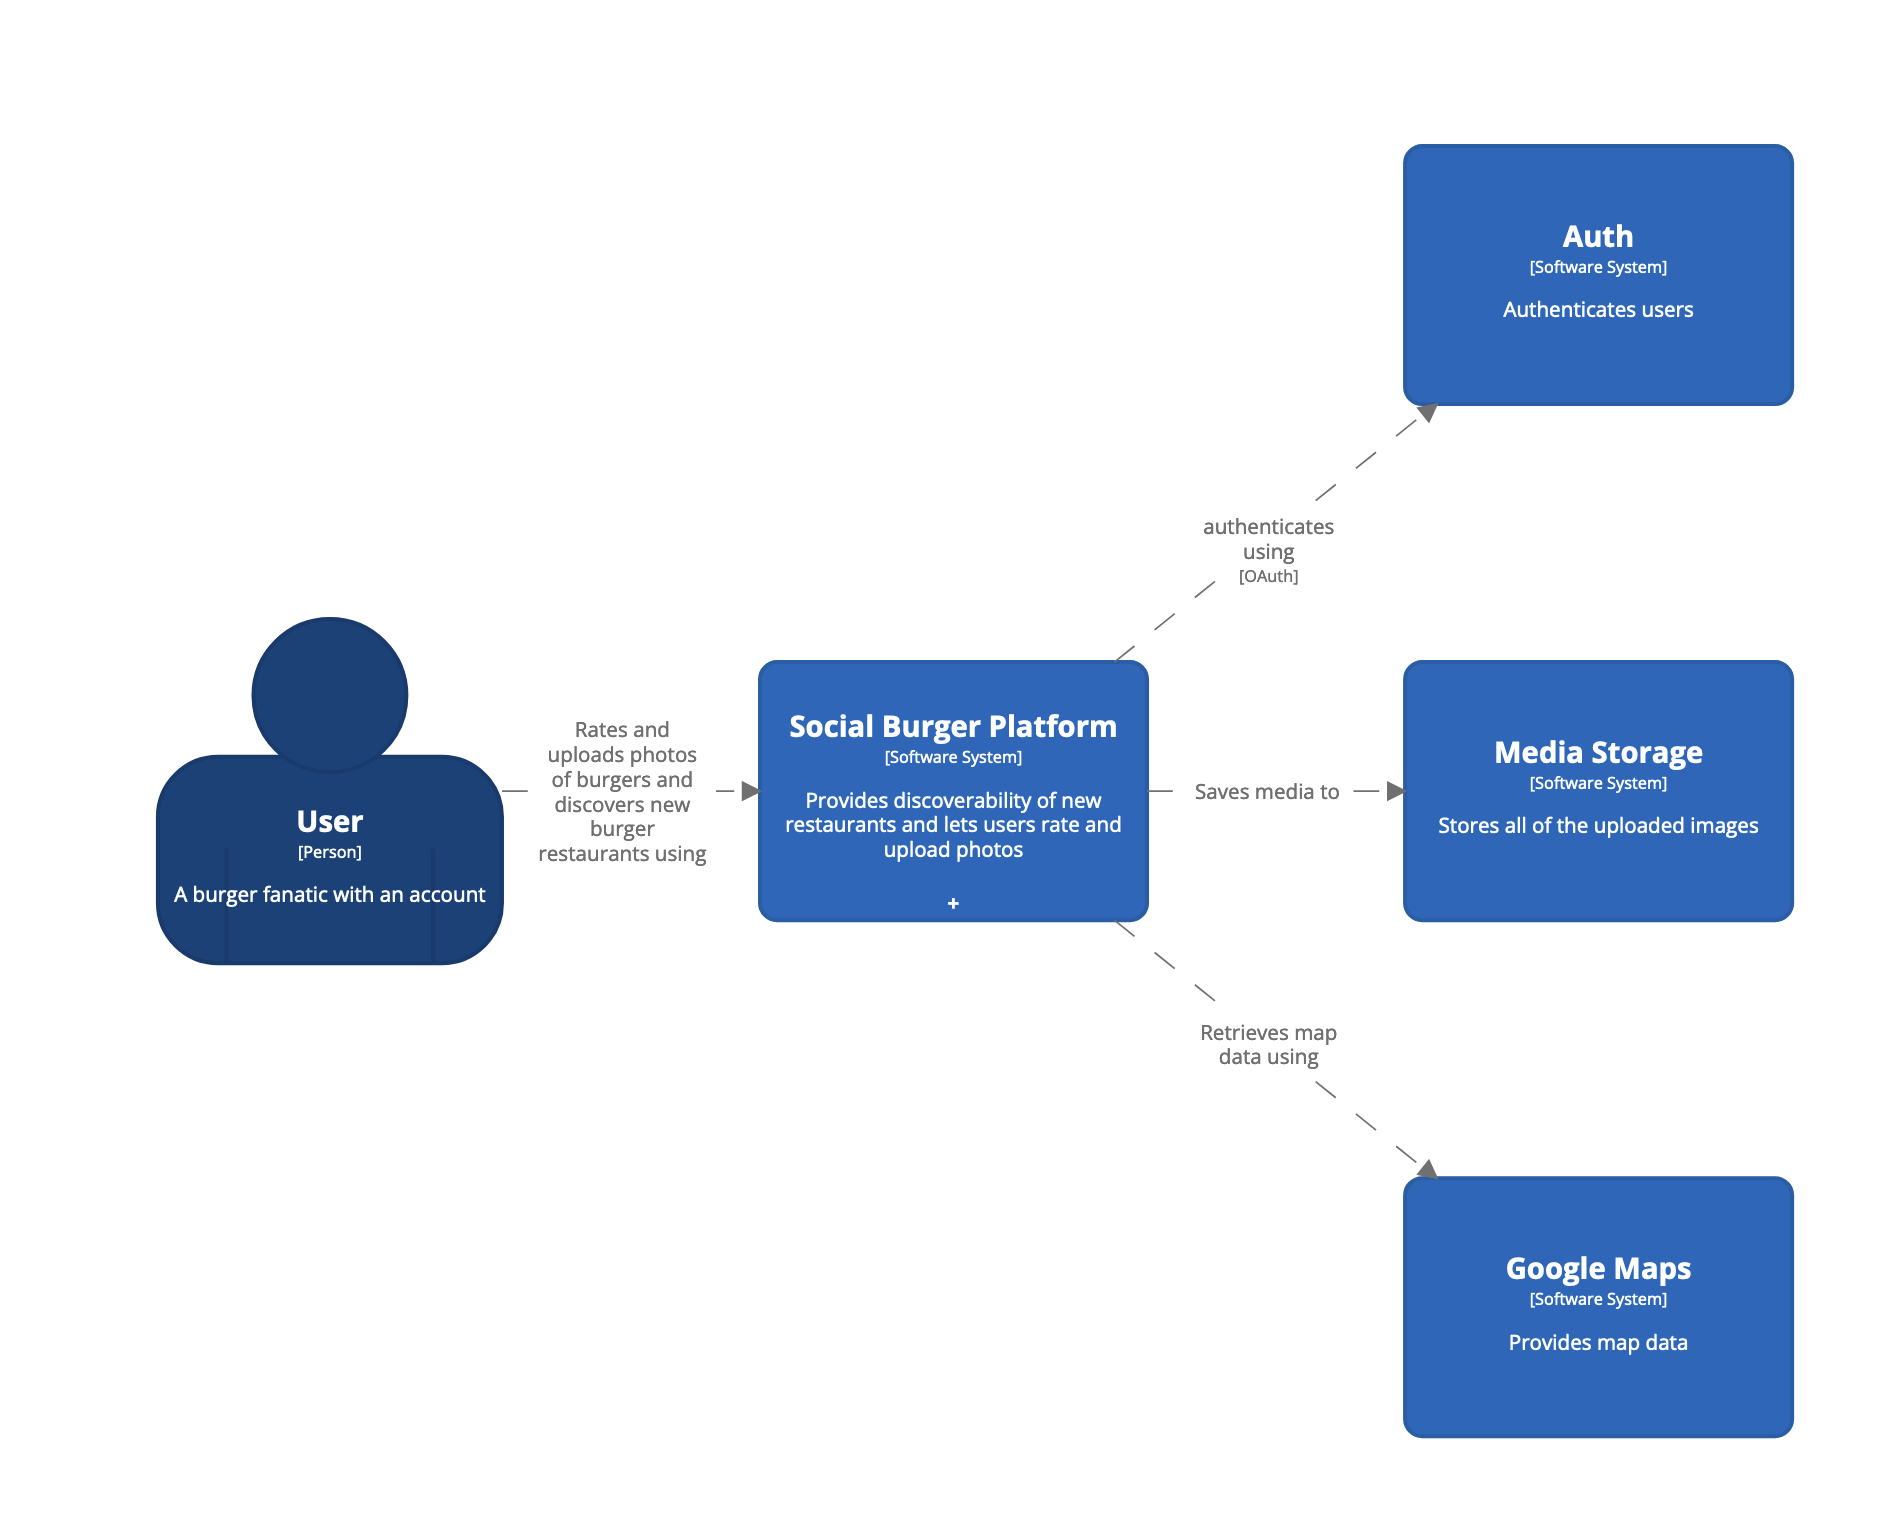 Auth
[Software System]
Authenticates users
authenticates
using
[OAuth]
User
[Person]
A burger fanatic with an account
Rates and
uploads photos
of burgers and
discovers new
burger
restaurants using
Social Burger Platform
[Software System]
Provides discoverability of new
restaurants and lets users rate and
upload photos
+
Saves media to
Media Storage
[Software System]
Stores all of the uploaded images
Retrieves map
data using
Google Maps
[Software System]
Provides map data